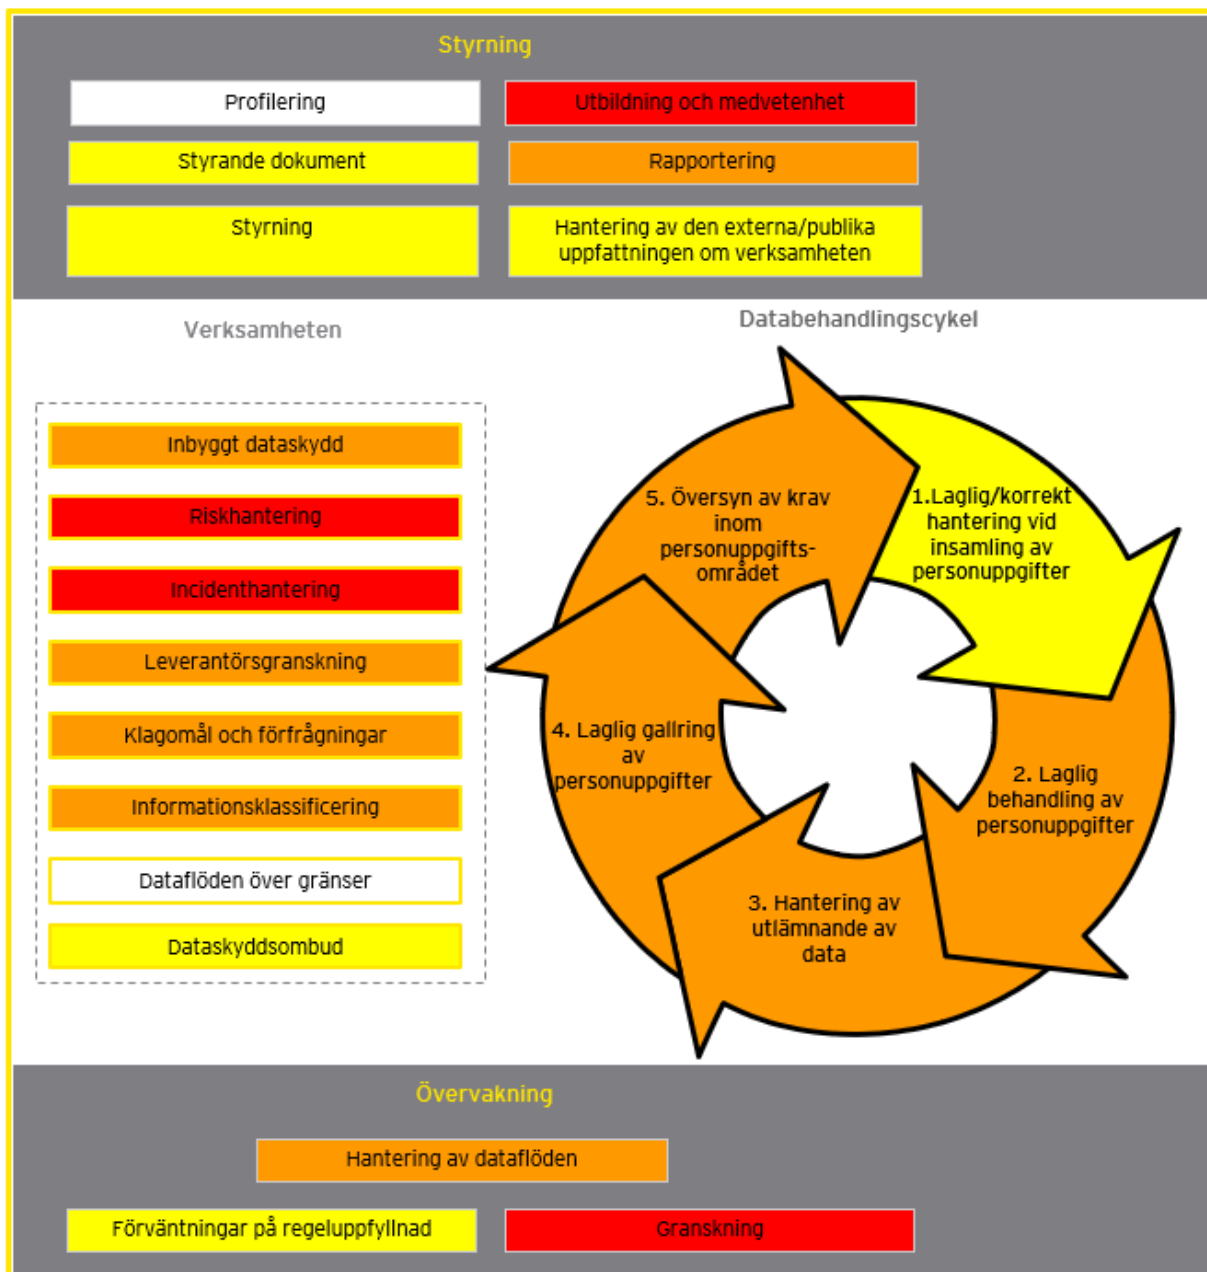 Styrning
Profilering
Utbildning och medvetenhet
Styrande dokument
Rapportering
Styrning
Hantering av den externa/publika
uppfattningen om verksamheten
Verksamheten
Inbyggt dataskydd
Riskhantering
Incidenthantering
Leverantörsgranskning
Klagomål och förfrågningar
Informationsklassificering
Dataflöden över gränser
Dataskyddsombud
Databehandlingscykel
1.Laglig/korrekt
hantering vid
insamling av
personuppgifter
2. Laglig
behandling av
personuppgifter
3. Hantering av
utlämnande av
data
4. Laglig gallring
av
personuppgifter
5. Översyn av krav
inom
personuppgifts-
området
Övervakning
Hantering av dataflöden
Förväntningar på regeluppfyllnad
Granskning